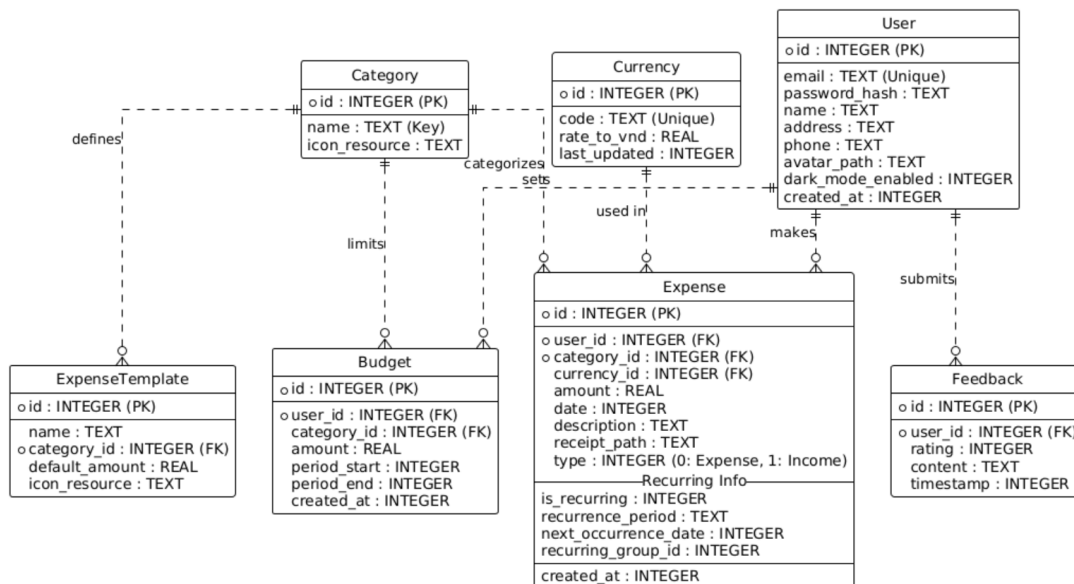 User
id : INTEGER (PK)
email : TEXT (Unique)
password_hash : TEXT
name : TEXT
address : TEXT
phone : TEXT
avatar_path : TEXT
dark_mode_enabled : INTEGER
created_at : INTEGER
Currency
id : INTEGER (PK)
code : TEXT (Unique)
rate_to_vnd : REAL
last_updated : INTEGER
Category
id : INTEGER (PK)
name : TEXT (Key)
icon_resource : TEXT
defines
categorizes
sets
used in
makes
limits
submits
Expense
id : INTEGER (PK)
user_id : INTEGER (FK)
category_id : INTEGER (FK)
currency_id : INTEGER (FK)
amount : REAL
date : INTEGER
description : TEXT
receipt_path : TEXT
type : INTEGER (0: Expense, 1: Income)
Recurring Info
is_recurring : INTEGER
recurrence_period : TEXT
next_occurrence_date : INTEGER
recurring_group_id : INTEGER
created_at : INTEGER
Budget
id : INTEGER (PK)
user_id : INTEGER (FK)
category_id : INTEGER (FK)
amount : REAL
period_start : INTEGER
period_end : INTEGER
created_at : INTEGER
ExpenseTemplate
id : INTEGER (PK)
name : TEXT
category_id : INTEGER (FK)
default_amount : REAL
icon_resource : TEXT
Feedback
id : INTEGER (PK)
user_id : INTEGER (FK)
rating : INTEGER
content : TEXT
timestamp : INTEGER